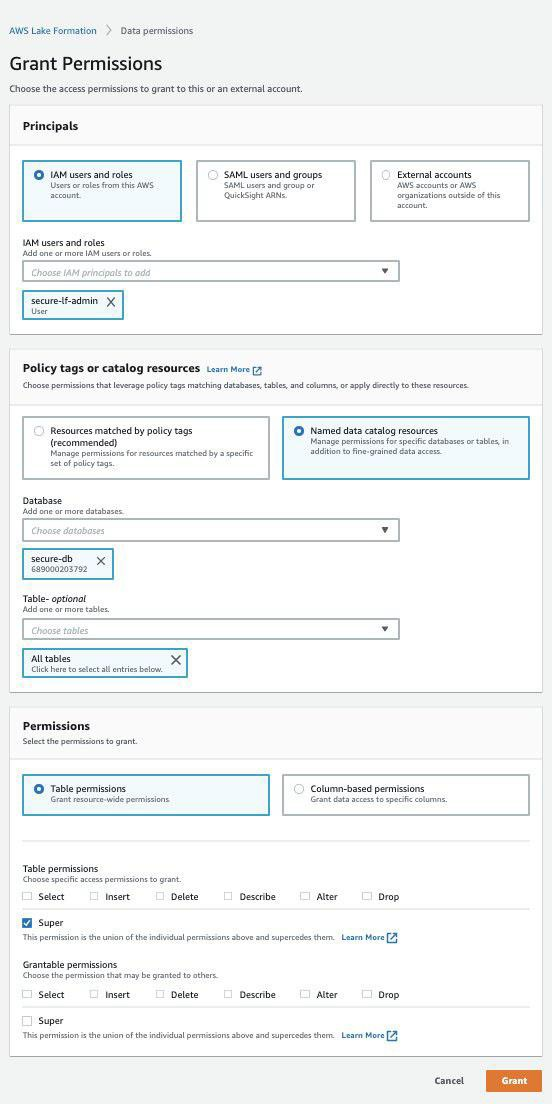 AWS Lake Formation > Data permissions
Grant Permissions
Choose the access permissions to grant to this or an external account.
Principals
IAM users and roles
Users or roles from this AWS
account.
SAML users and groups
SAML users and group or
QuickSight ARNs.
External accounts
AWS accounts or AWS
organizations outside of this
account.
IAM users and roles
Add one or more IAM users or roles.
Choose IAM principals to add
secure-lf-admin
User
Policy tags or catalog resources Learn More
Choose permissions that leverage policy tags matching databases, tables, and columns, or apply directly to these resources.
Resources matched by policy tags
(recommended)
Manage permissions for resources matched by a specific
set of policy tags.
Named data catalog resources
Manage permissions for specific databases or tables, in
addition to fine-grained data access.
Database
Add one or more databases.
Choose databases
secure-db
689000203792
Table- optional
Add one or more tables.
Choose tables
All tables
Click here to select all entries below.
Permissions
Select the permissions to grant.
Table permissions
Grant resource-wide permissions
Column-based permissions
Grant data access to specific columns.
Table permissions
Choose specific access permissions to grant.
Select Insert Delete Describe Alter Drop
Super
This permission is the union of the individual permissions above and supercedes them. Learn More
Grantable permissions
Choose the permission that may be granted to others.
Select Insert Delete Describe Alter Drop
Super
This permission is the union of the individual permissions above and supercedes them. Learn More
Cancel Grant